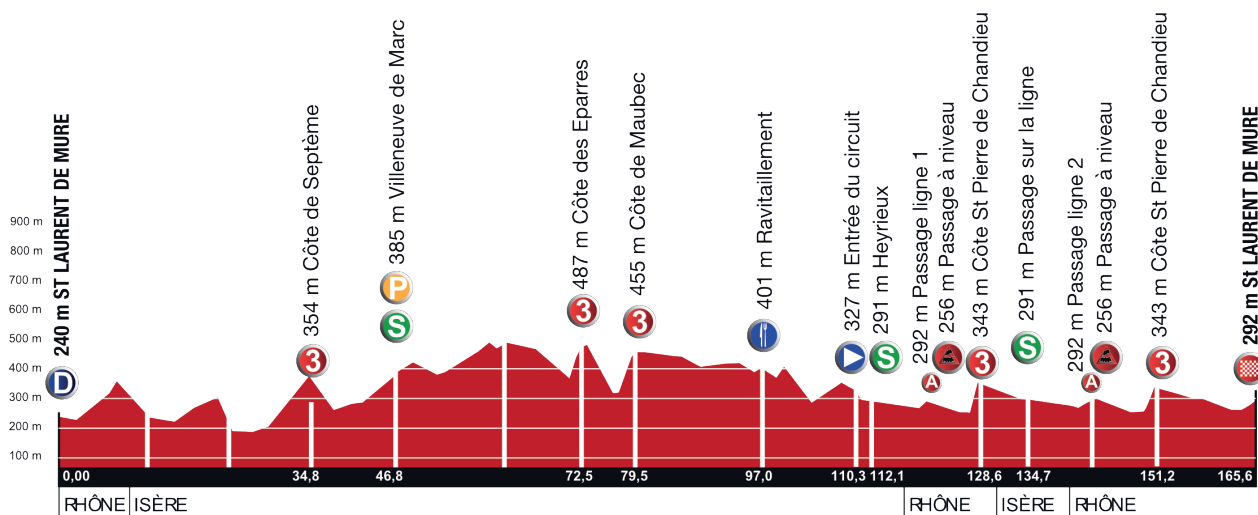 240 m ST LAURENT DE MURE
354 m Côte de Septème
385 m Villeneuve de Marc
487 m Côte des Eparres
455 m Côte de Maubec
401 m Ravitaillement
327 m Entrée du circuit
291 m Heyrieux
292 m Passage ligne 1
256 m Passage à niveau
343 m Côte St Pierre de Chandieu
291 m Passage sur la ligne
292 m Passage ligne 2
256 m Passage à niveau
343 m Côte St Pierre de Chandieu
292 m St LAURENT DE MURE
900 m
800 m
700 m
600 m
500 m
400 m
300 m
200 m
100 m
D
3
P
S
3
3
S
A
3
S
A
3
0,00 34,8 46,8 72,5 79,5 97,0 110,3 112,1 128,6 134,7 151,2 165,6
RHÔNE ISÈRE RHÔNE ISÈRE RHÔNE